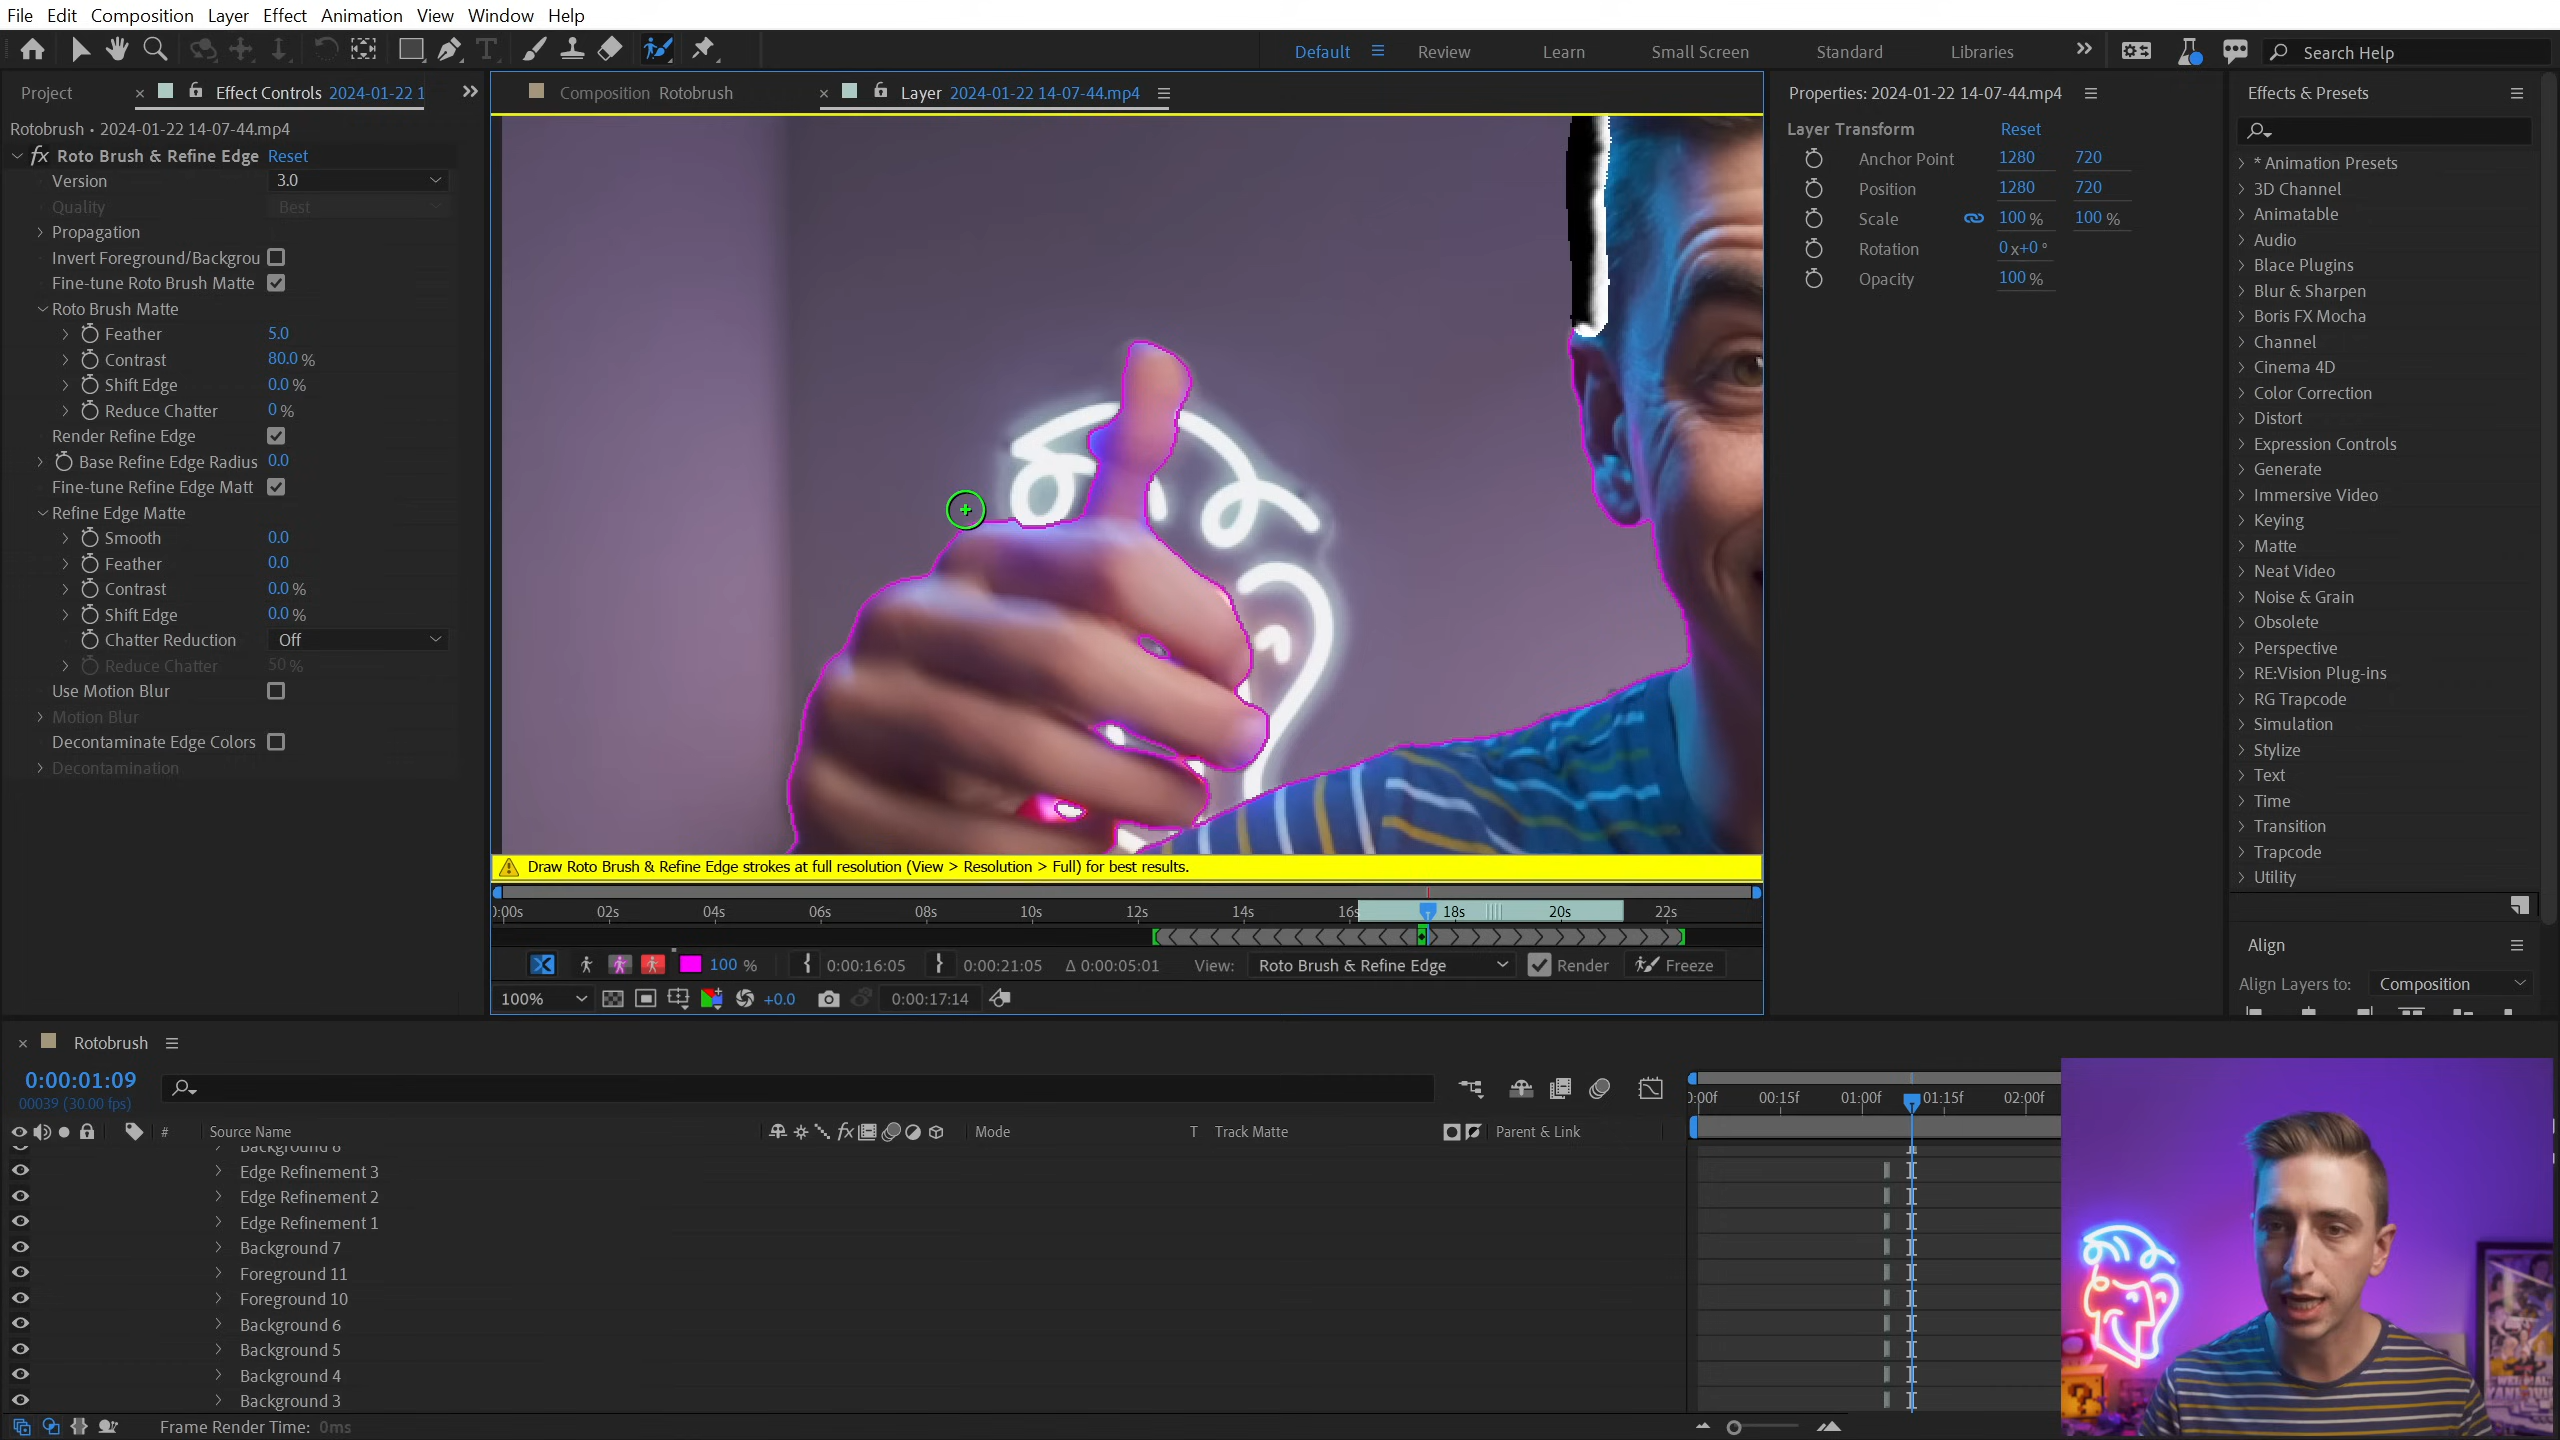 File Edit Composition Layer Effect Animation View Window Help
Default Review Learn Small Screen Standard Libraries Search Help
Project Effect Controls 2024-01-22 1
Composition Rotobrush Layer 2024-01-22 14-07-44.mp4
Properties: 2024-01-22 14-07-44.mp4
Effects & Presets
Rotobrush • 2024-01-22 14-07-44.mp4
fx Roto Brush & Refine Edge Reset
Version 3.0
Quality Best
Propagation
Invert Foreground/Backgrou
Fine-tune Roto Brush Matte
Roto Brush Matte
Feather 5.0
Contrast 80.0 %
Shift Edge 0.0 %
Reduce Chatter 0 %
Render Refine Edge
Base Refine Edge Radius 0.0
Fine-tune Refine Edge Matt
Refine Edge Matte
Smooth 0.0
Feather 0.0
Contrast 0.0 %
Shift Edge 0.0 %
Chatter Reduction Off
Reduce Chatter 50 %
Use Motion Blur
Motion Blur
Decontaminate Edge Colors
Decontamination
Draw Roto Brush & Refine Edge strokes at full resolution (View > Resolution > Full) for best results.
):00s 02s 04s 06s 08s 10s 12s 14s 16s 18s 20s 22s
100 % 0:00:16:05 0:00:21:05 Δ 0:00:05:01 View: Roto Brush & Refine Edge Render Freeze
100% +0.0 0:00:17:14
Layer Transform Reset
Anchor Point 1280 720
Position 1280 720
Scale 100 % 100 %
Rotation 0 x+0 °
Opacity 100 %
* Animation Presets
3D Channel
Animatable
Audio
Blace Plugins
Blur & Sharpen
Boris FX Mocha
Channel
Cinema 4D
Color Correction
Distort
Expression Controls
Generate
Immersive Video
Keying
Matte
Neat Video
Noise & Grain
Obsolete
Perspective
RE:Vision Plug-ins
RG Trapcode
Simulation
Stylize
Text
Time
Transition
Trapcode
Utility
Align
Align Layers to: Composition
Rotobrush
0:00:01:09
00039 (30.00 fps)
# Source Name fx Mode T Track Matte Parent & Link
):00f 00:15f 01:00f 01:15f 02:00f
Background 8
Edge Refinement 3
Edge Refinement 2
Edge Refinement 1
Background 7
Foreground 11
Foreground 10
Background 6
Background 5
Background 4
Background 3
Frame Render Time: 0ms